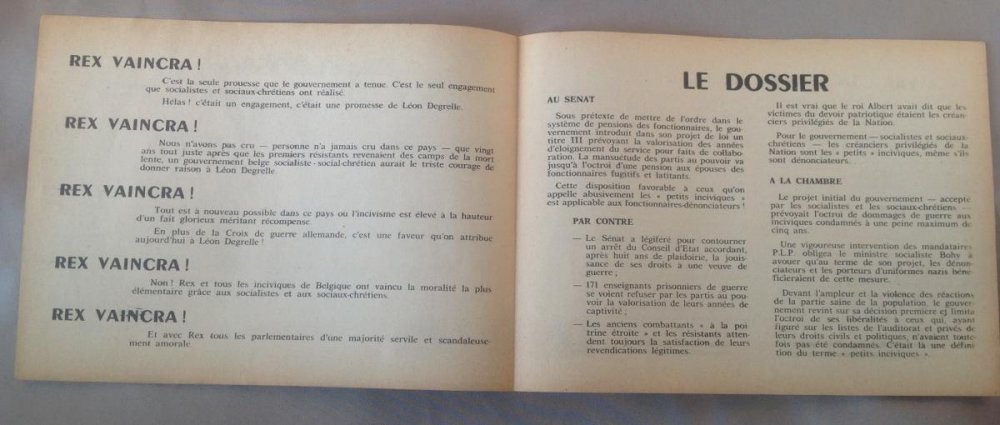 REX VAINCRA !
C'est la seule prouesse que le gouvernement a tenue. C'est le seul engagement
que socialistes et sociaux-chrétiens ont réalisé.
Hélas ! c'était un engagement, c'était une promesse de Léon Degrelle.
REX VAINCRA !
Nous n'avons pas cru — personne n'a jamais cru dans ce pays — que vingt
ans tout juste après que les premiers résistants revenaient des camps de la mort
lente, un gouvernement belge socialiste - social-chrétien aurait le triste courage de
donner raison à Léon Degrelle.
REX VAINCRA !
Tout est à nouveau possible dans ce pays ou l'incivisme est élevé à la hauteur
d'un fait glorieux méritant récompense.
En plus de la Croix de guerre allemande, c'est une faveur qu'on attribue
aujourd'hui à Léon Degrelle !
REX VAINCRA !
Non ! Rex et tous les inciviques de Belgique ont vaincu la moralité la plus
élémentaire grâce aux socialistes et aux sociaux-chrétiens.
REX VAINCRA !
Et avec Rex tous les parlementaires d'une majorité servile et scandaleuse-
ment amorale.
LE DOSSIER
AU SENAT
Sous prétexte de mettre de l'ordre dans le
système de pensions des fonctionnaires, le gou-
vernement introduit dans son projet de loi un
titre III prévoyant la valorisation des années
d'éloignement du service pour faits de collabo-
ration. La mansuétude des partis au pouvoir va
jusqu'à l'octroi d'une pension aux épouses des
fonctionnaires fugitifs et latitants.
Cette disposition favorable à ceux qu'on
appelle abusivement les « petits inciviques »
est applicable aux fonctionnaires-dénonciateurs !
PAR CONTRE
— Le Sénat a légiféré pour contourner
un arrêt du Conseil d'Etat accordant,
après huit ans de plaidoirie, la jouis-
sance de ses droits à une veuve de
guerre ;
— 171 enseignants prisonniers de guerre
se voient refuser par les partis au pou-
voir la valorisation de leurs années de
captivité ;
— Les anciens combattants « à la poi-
trine étroite » et les résistants atten-
dent toujours la satisfaction de leurs
revendications légitimes.
Il est vrai que le roi Albert avait dit que les
victimes du devoir patriotique étaient les créan-
ciers privilégiés de la Nation.
Pour le gouvernement — socialistes et sociaux-
chrétiens — les créanciers privilégiés de la
Nation sont les « petits » inciviques, même s'ils
sont dénonciateurs.
A LA CHAMBRE
Le projet initial du gouvernement — accepté
par les socialistes et les sociaux-chrétiens —
prévoyait l'octroi de dommages de guerre aux
inciviques condamnés à une peine maximum de
cinq ans.
Une vigoureuse intervention des mandataires
P.L.P. obligea le ministre socialiste Bohy à
avouer qu'au terme de son projet, les dénon-
ciateurs et les porteurs d'uniformes nazis béné-
ficieraient de cette mesure.
Devant l'ampleur et la violence des réactions
de la partie saine de la population, le gouver-
nement revint sur sa décision première et limita
l'octroi de ses libéralités à ceux qui, ayant
figuré sur les listes de l'auditorat et privés de
leurs droits civils et politiques, n'avaient toute-
fois pas été condamnés. C'était là une défini-
tion du terme « petits inciviques ».